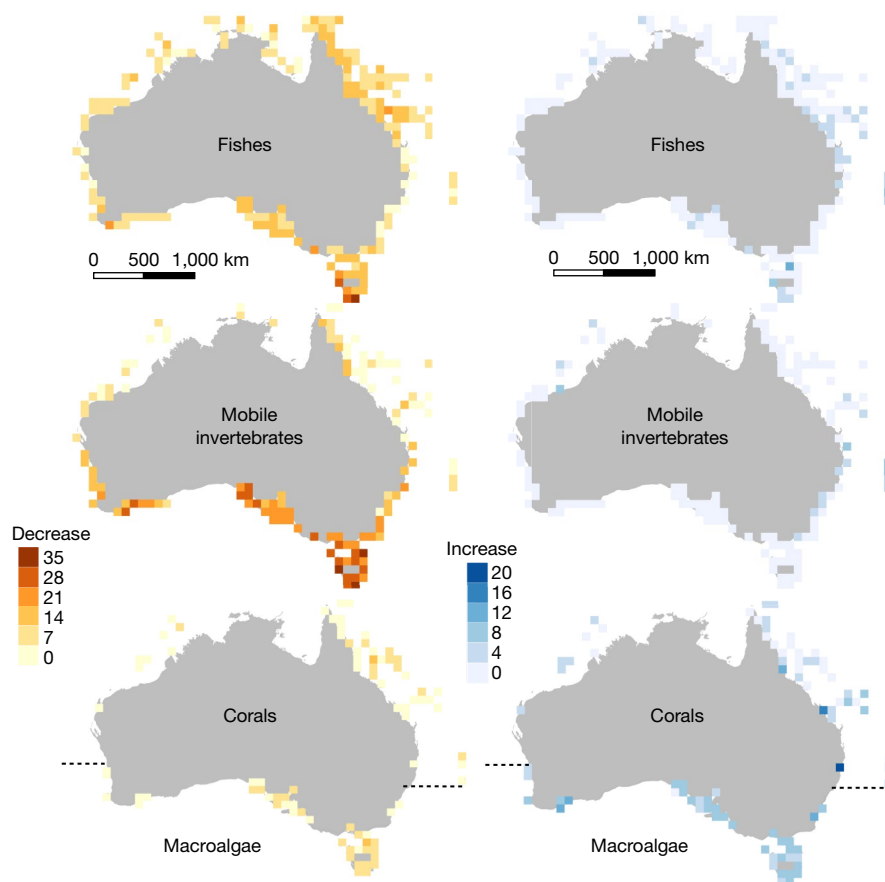 Fishes
Fishes
0 500 1,000 km
0 500 1,000 km
Mobile
invertebrates
Mobile
invertebrates
Decrease
35
28
21
14
7
0
Increase
20
16
12
8
4
0
Corals
Corals
Macroalgae
Macroalgae